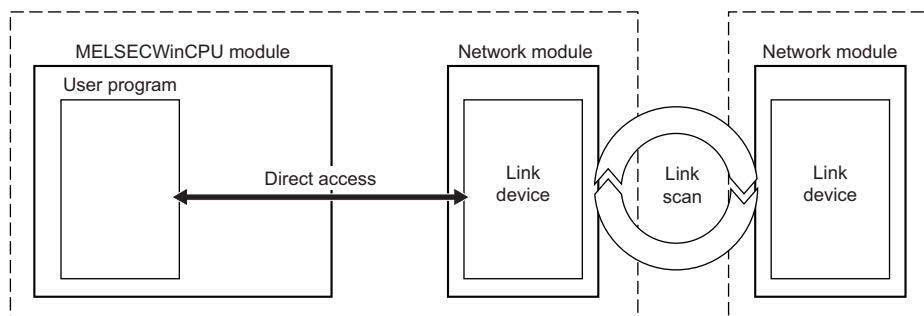 MELSECWinCPU module
Network module
Network module
User program
Direct access
Link
device
Link
scan
Link
device